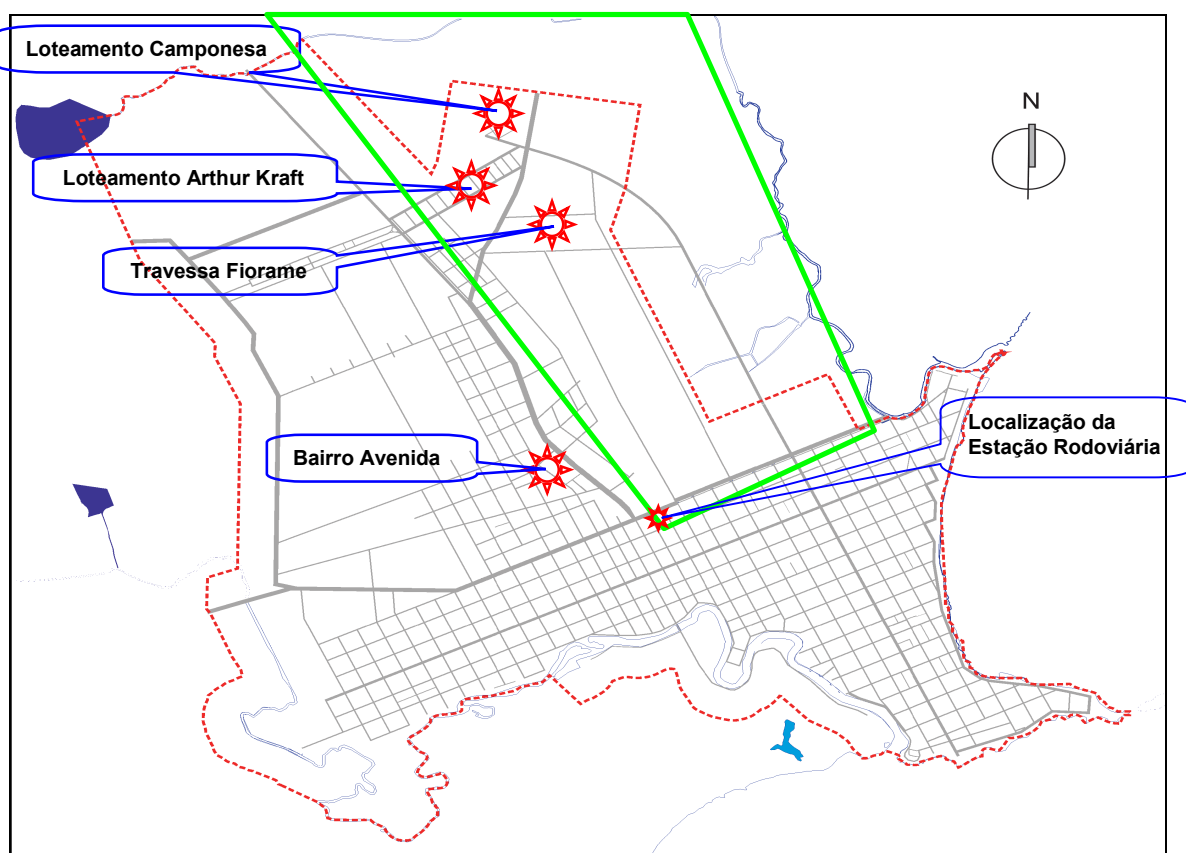 Loteamento Camponesa
N
Loteamento Arthur Kraft
Travessa Fiorame
Bairro Avenida
Localização da
Estação Rodoviária